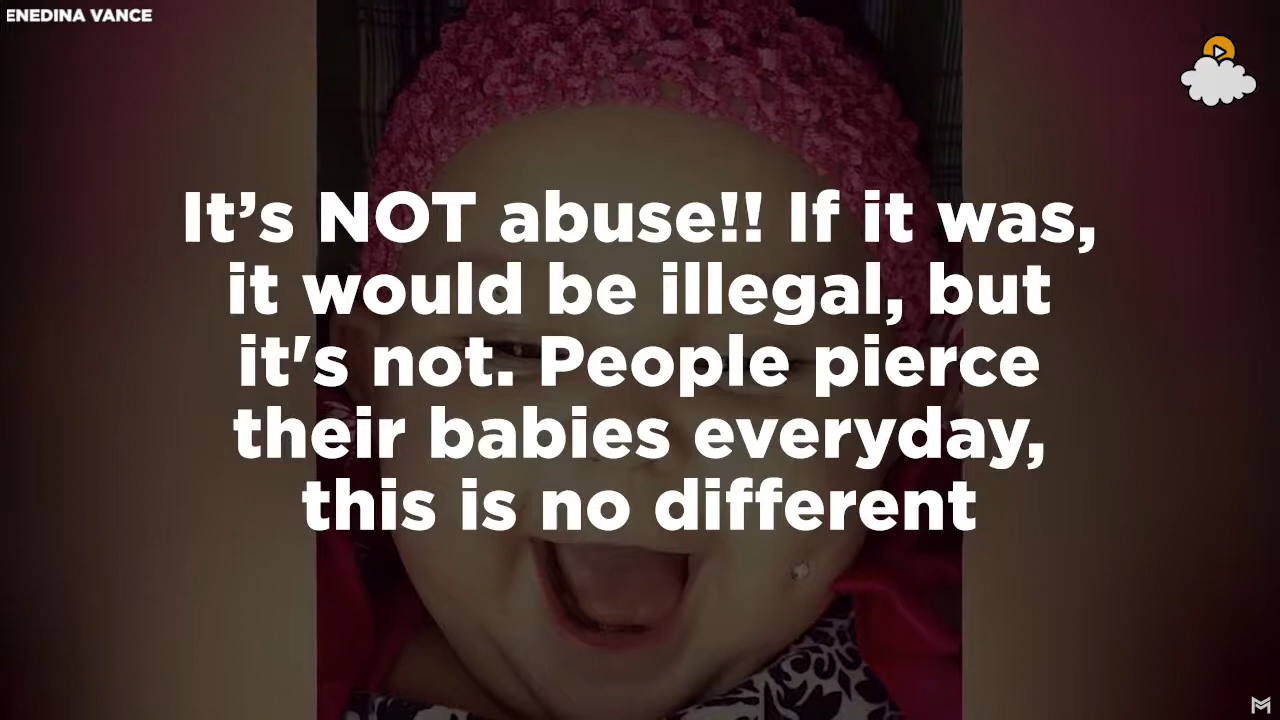 ENEDINA VANCE
It’s NOT abuse!! If it was,
it would be illegal, but
it's not. People pierce
their babies everyday,
this is no different